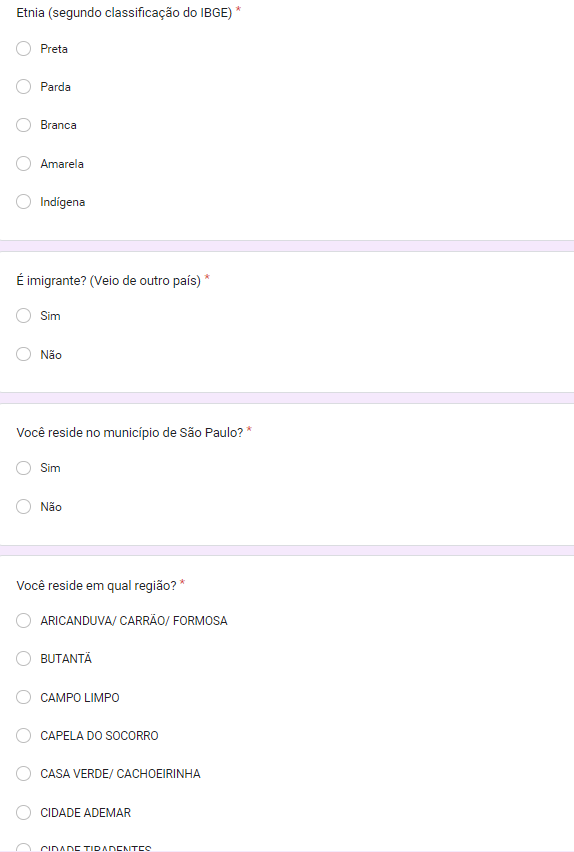 Etnia (segundo classificação do IBGE) *
Preta
Parda
Branca
Amarela
Indígena
É imigrante? (Veio de outro país) *
Sim
Não
Você reside no município de São Paulo? *
Sim
Não
Você reside em qual região? *
ARICANDUVA/ CARRÃO/ FORMOSA
BUTANTÃ
CAMPO LIMPO
CAPELA DO SOCORRO
CASA VERDE/ CACHOEIRINHA
CIDADE ADEMAR
CIDADE TIRADENTES